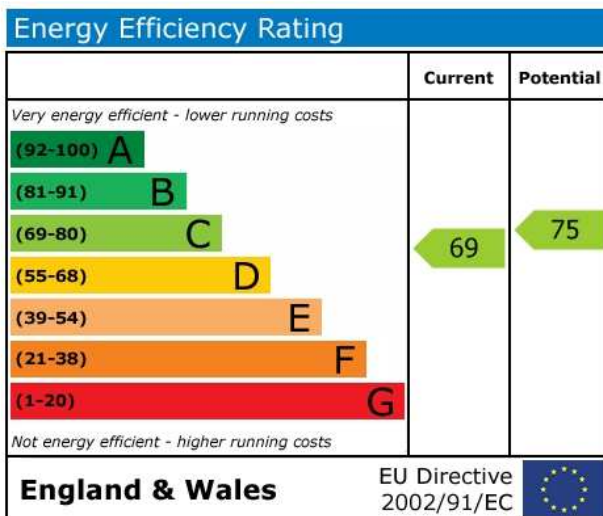 Energy Efficiency Rating
Current Potential
Very energy efficient - lower running costs
(92-100) A
(81-91) B
(69-80) C
(55-68) D
(39-54) E
(21-38) F
(1-20) G
69
75
Not energy efficient - higher running costs
England & Wales
EU Directive
2002/91/EC